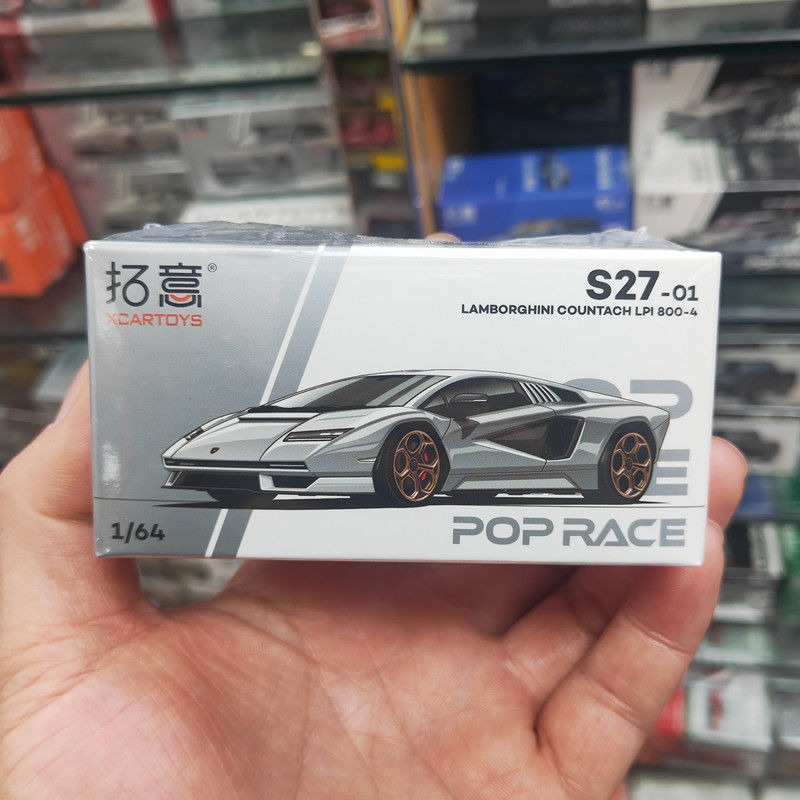 拓意®
XCARTOYS
S27-01
LAMBORGHINI COUNTACH LPI 800-4
1/64
POP RACE